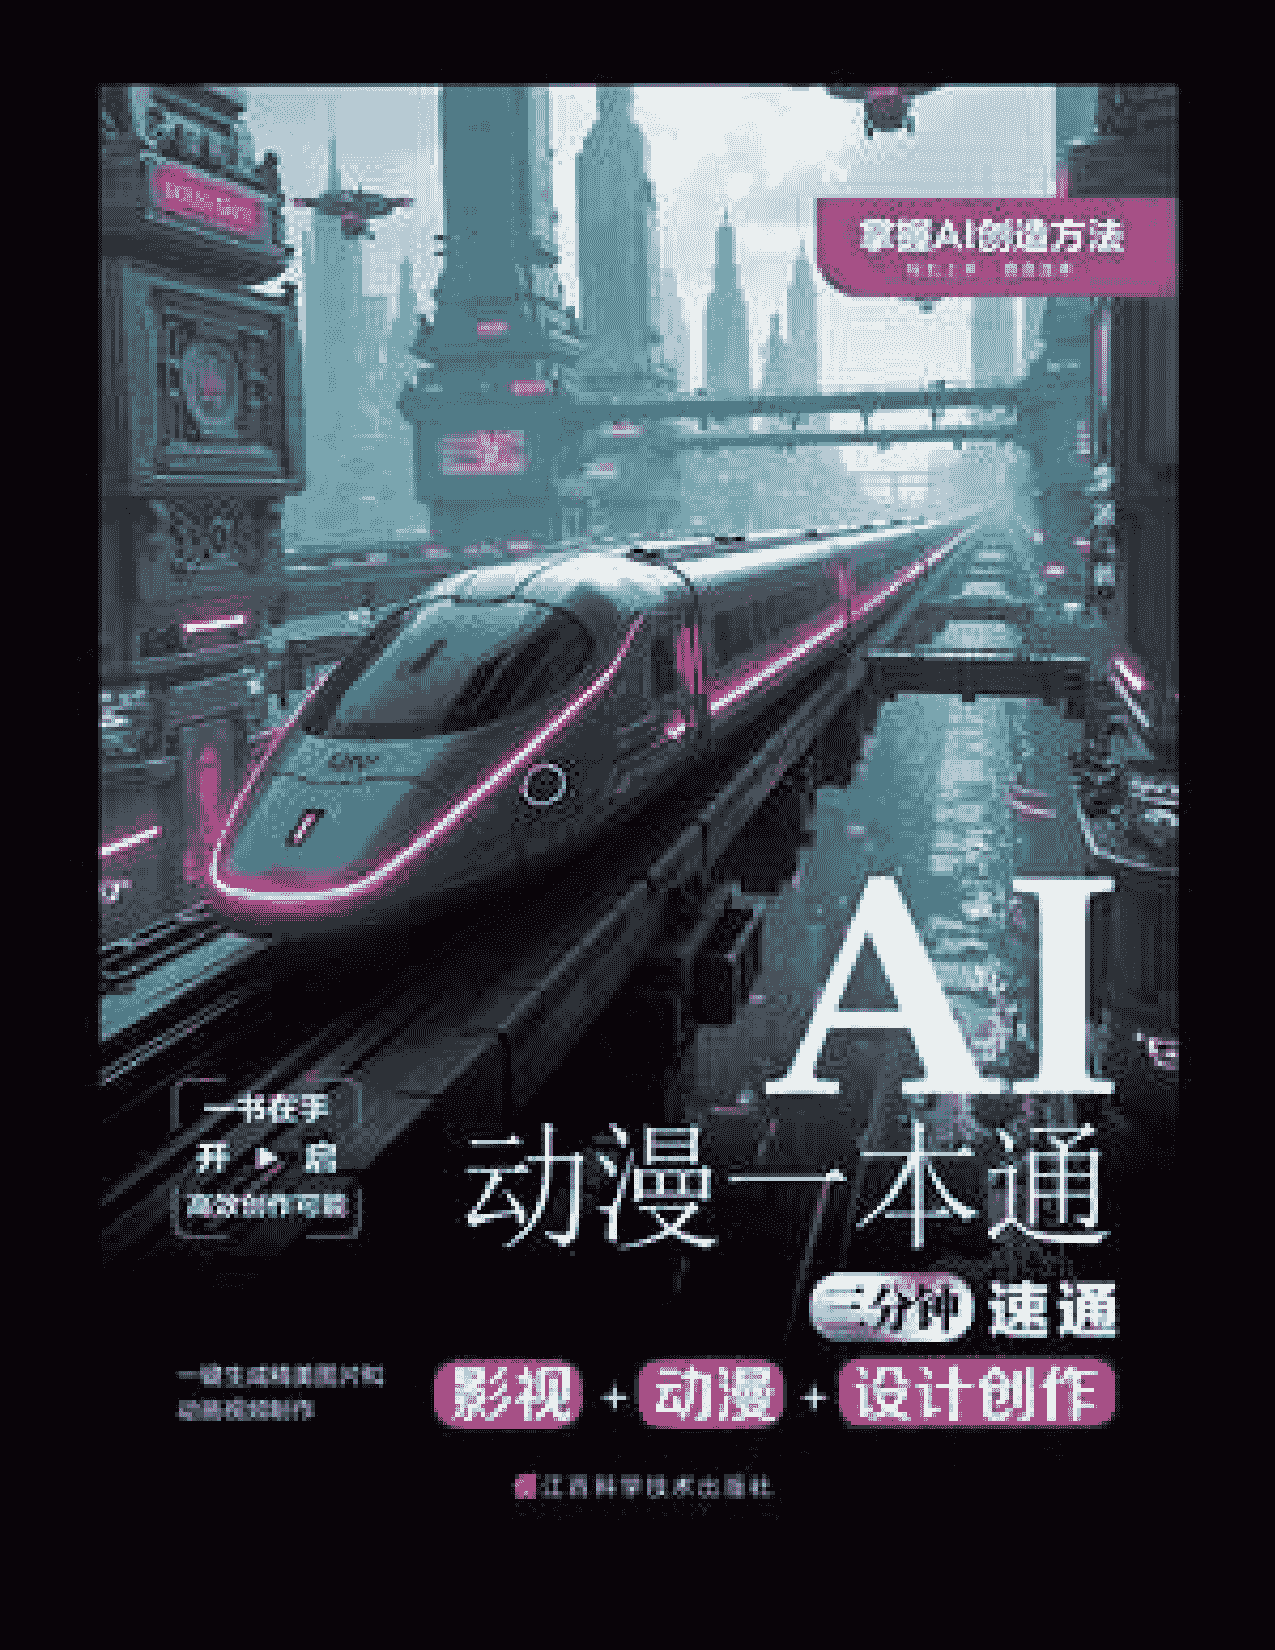 掌握AI创造方法
AI
动漫一本通
一书在手
开 启
高效创作可能
三分钟 速通
影视 + 动漫 + 设计创作
一键生成精美图片和
动画视频制作
江西科学技术出版社